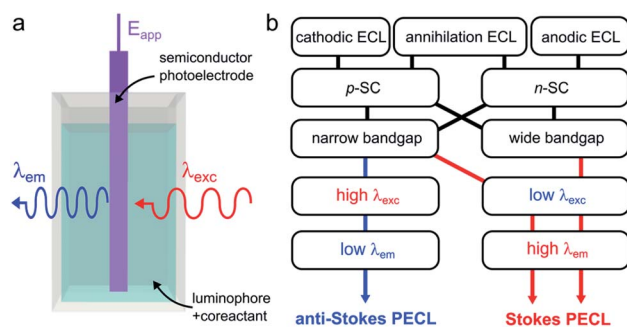 a
E_app
semiconductor
photoelectrode
λ_em
λ_exc
luminophore
+coreactant
b
cathodic ECL
annihilation ECL
anodic ECL
p-SC
n-SC
narrow bandgap
wide bandgap
high λ_exc
low λ_exc
low λ_em
high λ_em
anti-Stokes PECL
Stokes PECL